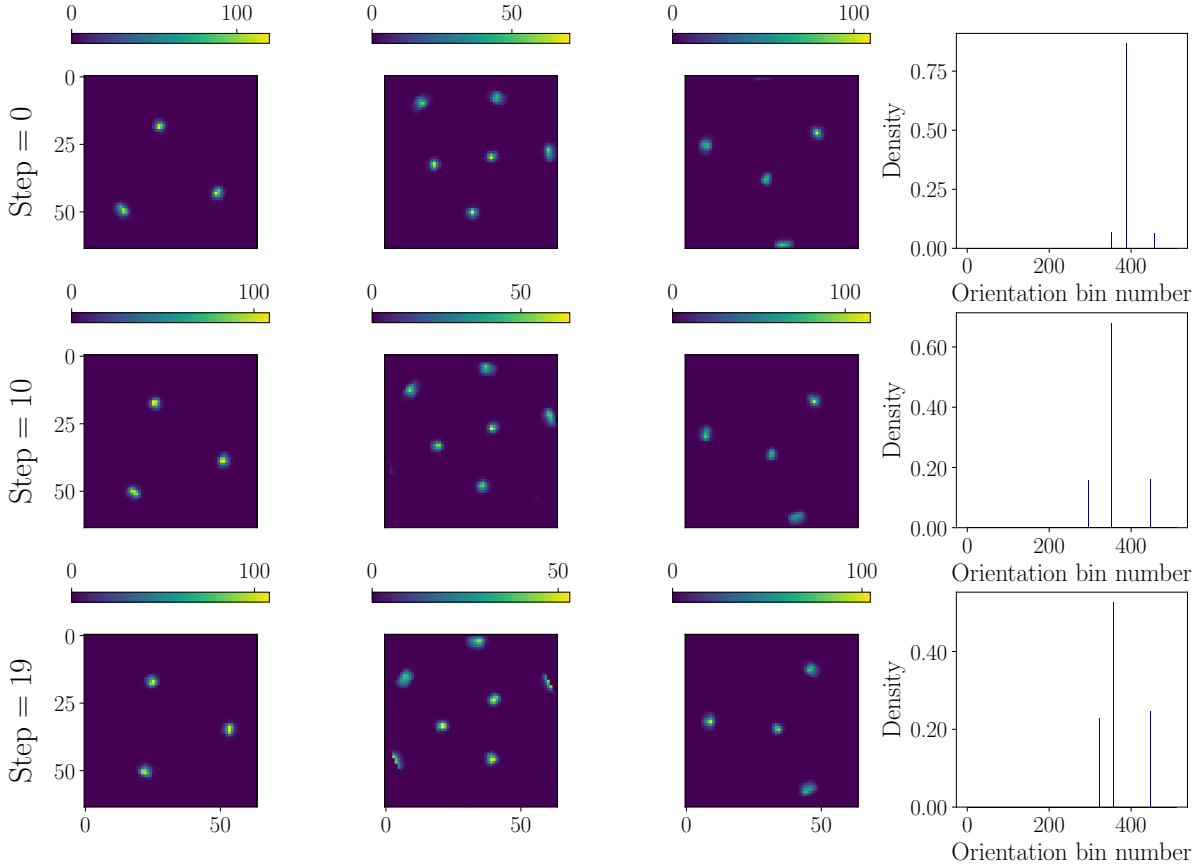 0 100 0 50 0 100
Step = 0
0
25
50
Density
0.75
0.50
0.25
0.00
0 200 400
Orientation bin number
0 100 0 50 0 100
Step = 10
0
25
50
Density
0.60
0.40
0.20
0.00
0 200 400
Orientation bin number
0 100 0 50 0 100
Step = 19
0
25
50
0 50 0 50 0 50
Density
0.40
0.20
0.00
0 200 400
Orientation bin number